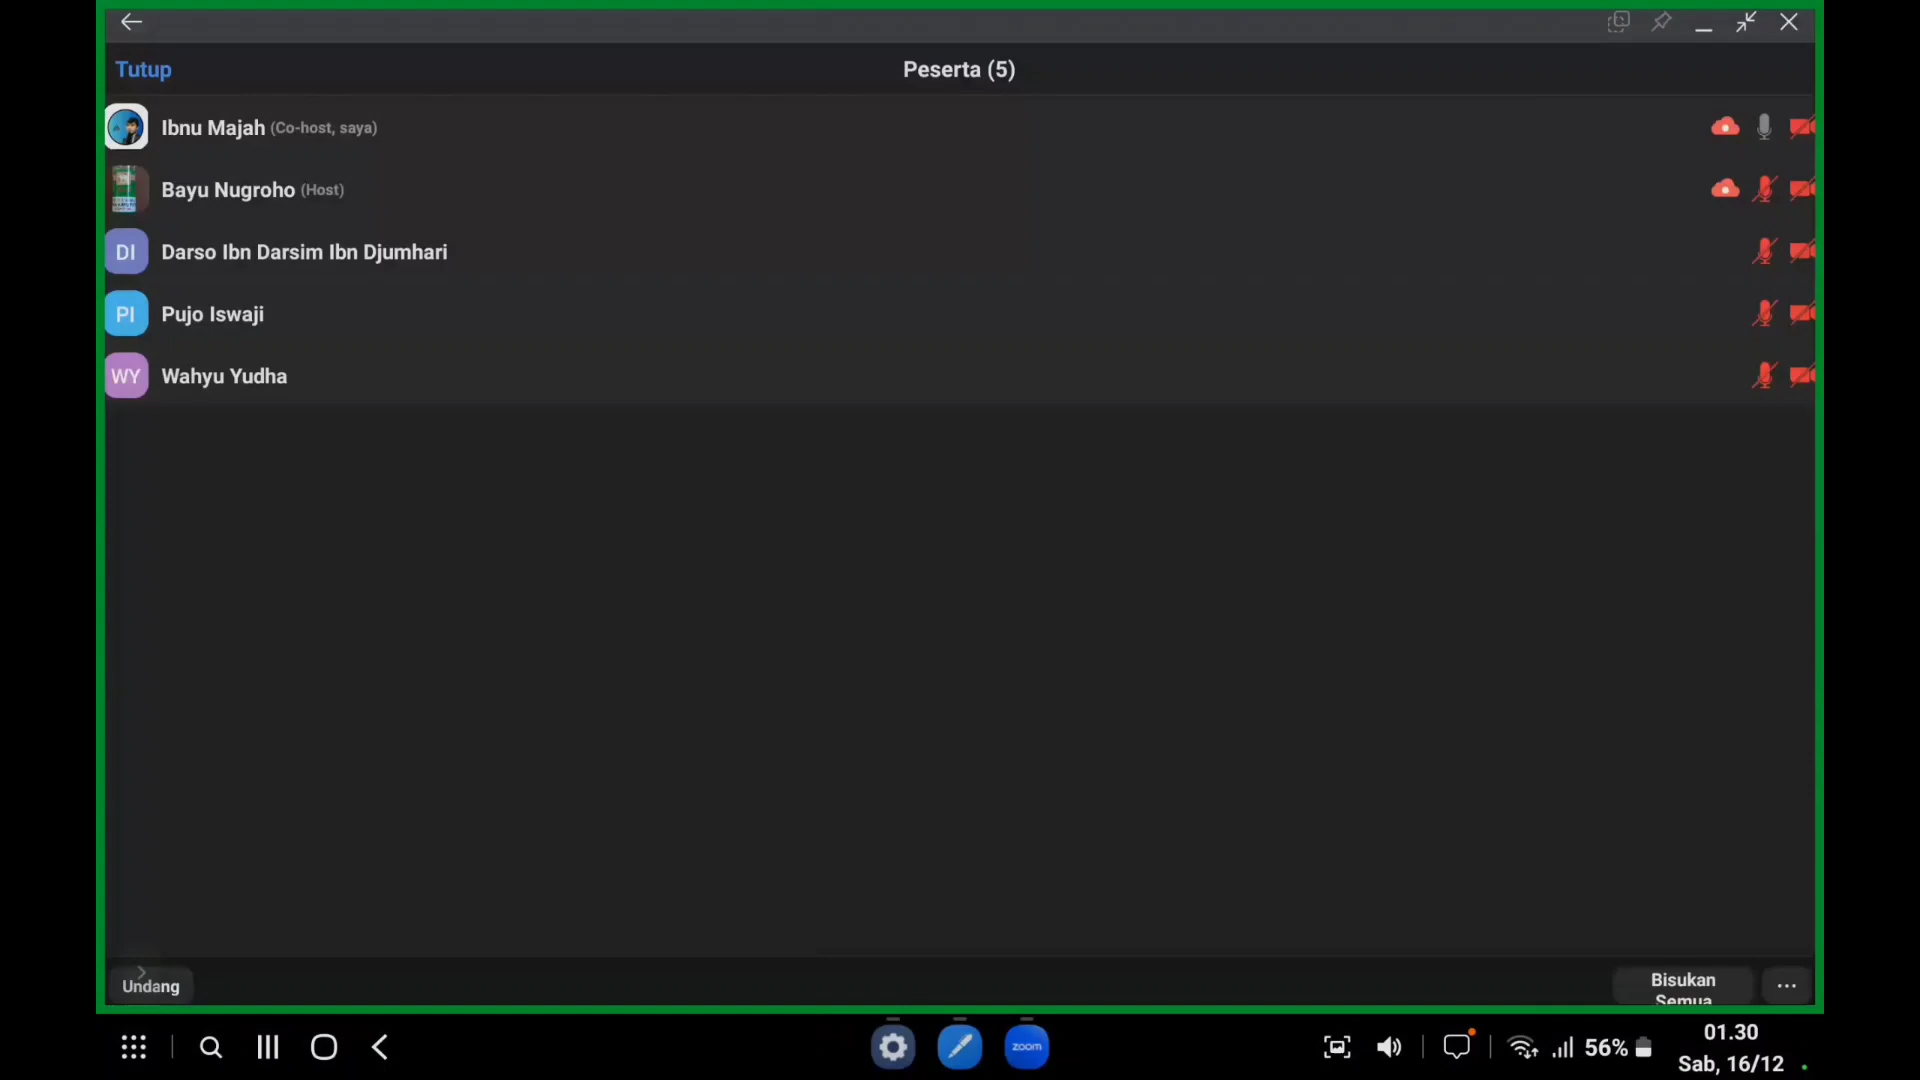 Tutup
Peserta (5)
Ibnu Majah (Co-host, saya)
Bayu Nugroho (Host)
DI Darso Ibn Darsim Ibn Djumhari
PI Pujo Iswaji
WY Wahyu Yudha
Undang
Bisukan
Semua
zoom
56%
01.30
Sab, 16/12